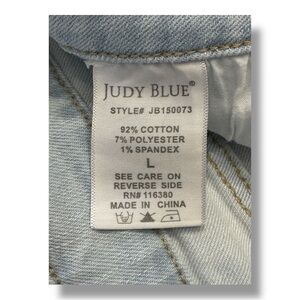 JUDY BLUE®
STYLE# JB150073
92% COTTON
7% POLYESTER
1% SPANDEX
L
SEE CARE ON
REVERSE SIDE
RN# 116380
MADE IN CHINA